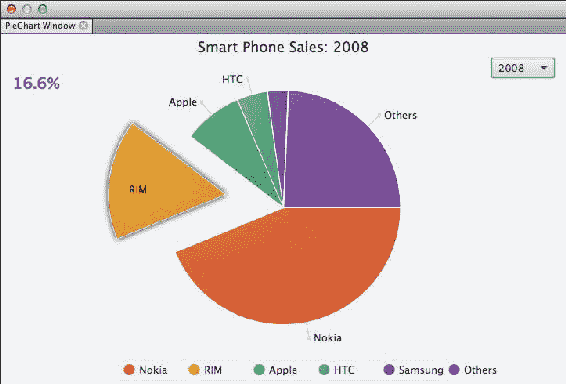 PieChart Window
Smart Phone Sales: 2008
2008
16.6%
HTC
Apple
Others
RIM
Nokia
Nokia RIM Apple HTC Samsung Others